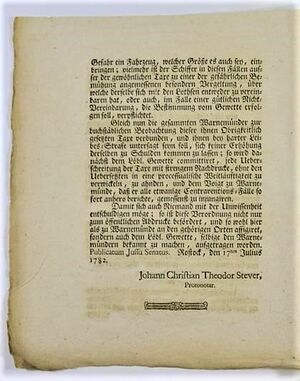 Gefahr ein Fahrzeug, welcher Größe es auch sey, ein-
bringen; vielmehr ist der Schiffer in diesen Fällen aus-
ser der gewöhnlichen Taxe zu einer der gefährlichen Be-
mühung angemessenen besondern Vergeltung, über
welche derselbe sich mit den Lothsen entweder zu verein-
baren hat, oder auch, im Falle einer gütlichen Nicht-
Vereinbarung, die Bestimmung vom Gewette erfol-
gen soll, verpflichtet.
Gleich nun die gesammten Warnemünder zur
buchstäblichen Beobachtung dieser ihnen Obrigkeitlich
gesetzten Taxe verbunden, und ihnen bey harter Lei-
bes-Strafe untersagt seyn soll, sich keiner Erhöhung
derselben zu Schulden kommen zu lassen; so wird da-
nächst dem Löbl. Gewette committiret, jede Ueber-
schreitung der Tax mit strengem Nachdruck, ohne den
Uebertreter in eine processualische Weitläuftigkeit zu
verwickeln, zu ahnden, und dem Voigt zu Warne-
münde, daß er alle etwanige Contraventions-Fälle so
fort anhero berichte, gemessenst zu injungiren.
Damit sich auch Niemand mit der Unwissenheit
entschuldigen möge; so ist diese Verordnung nicht nur
zum öffentlichen Abdruck befördert, und so wohl hier
als zu Warnemünde an den gehörigen Orten affigiret,
sondern auch dem Löbl. Gewette, selbige den Warne-
mündern bekannt zu machen, aufgetragen worden.
Publicatum Jussu Senatus. Rostock, den 17ten Julius
1782.
Johann Christian Theodor Stever,
Protonotar.